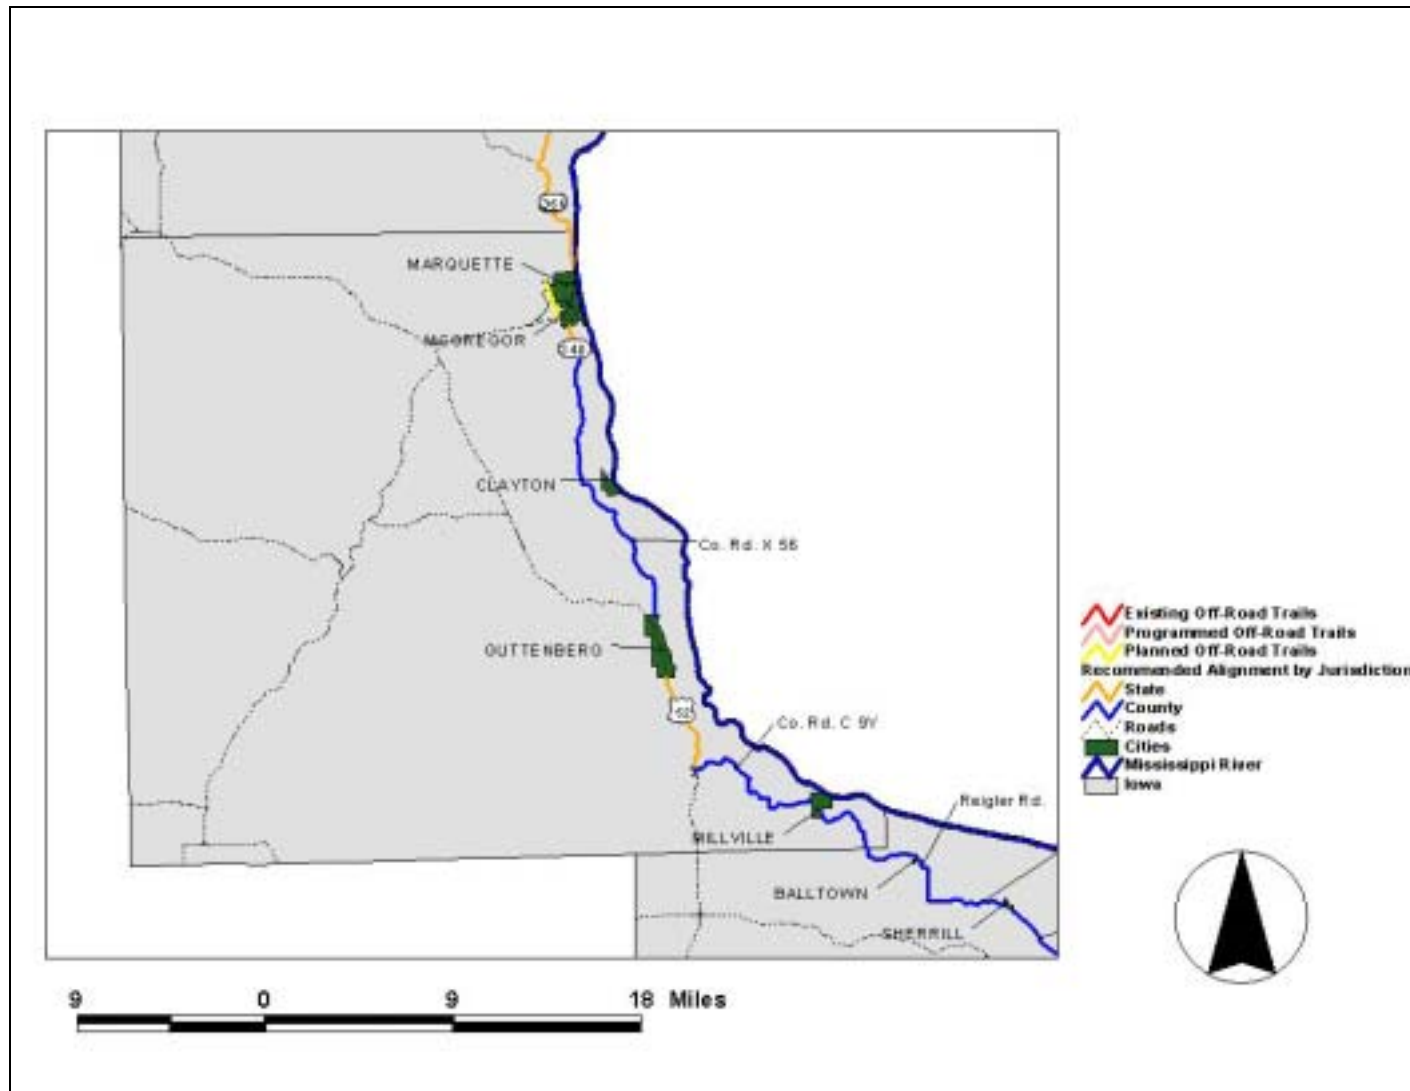 MARQUETTE
MCGREGOR
CLAYTON
Co. Rd. X 56
GUTTENBERG
52
Co. Rd. C 9Y
Reigler Rd.
MILLVILLE
BALLTOWN
SHERRILL
Existing Off-Road Trails
Programmed Off-Road Trails
Planned Off-Road Trails
Recommended Alignment by Jurisdiction
State
County
Roads
Cities
Mississippi River
Iowa
9 0 9 18 Miles